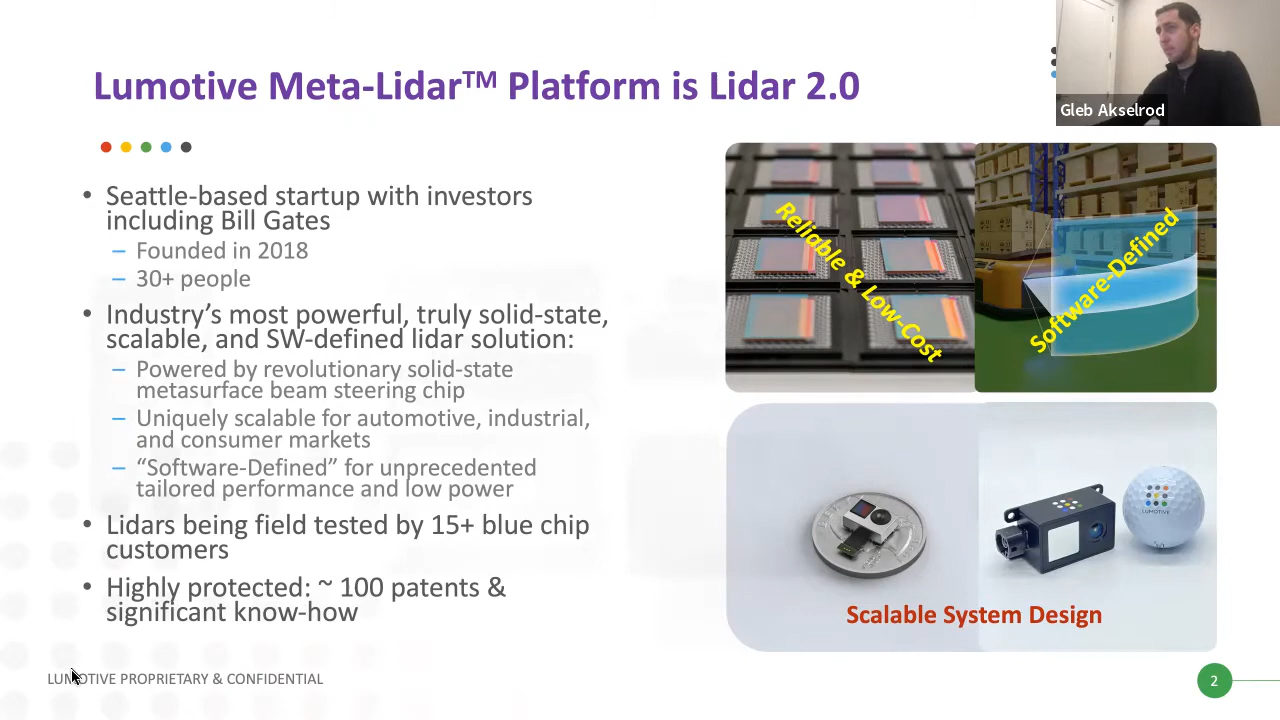 Lumotive Meta-Lidar™ Platform is Lidar 2.0
Gleb Akselrod
• Seattle-based startup with investors
including Bill Gates
– Founded in 2018
– 30+ people
• Industry’s most powerful, truly solid-state,
scalable, and SW-defined lidar solution:
– Powered by revolutionary solid-state
metasurface beam steering chip
– Uniquely scalable for automotive, industrial,
and consumer markets
– “Software-Defined” for unprecedented
tailored performance and low power
• Lidars being field tested by 15+ blue chip
customers
• Highly protected: ~ 100 patents &
significant know-how
Reliable & Low-Cost
Software-Defined
LUMOTIVE
Scalable System Design
LUMOTIVE PROPRIETARY & CONFIDENTIAL
2